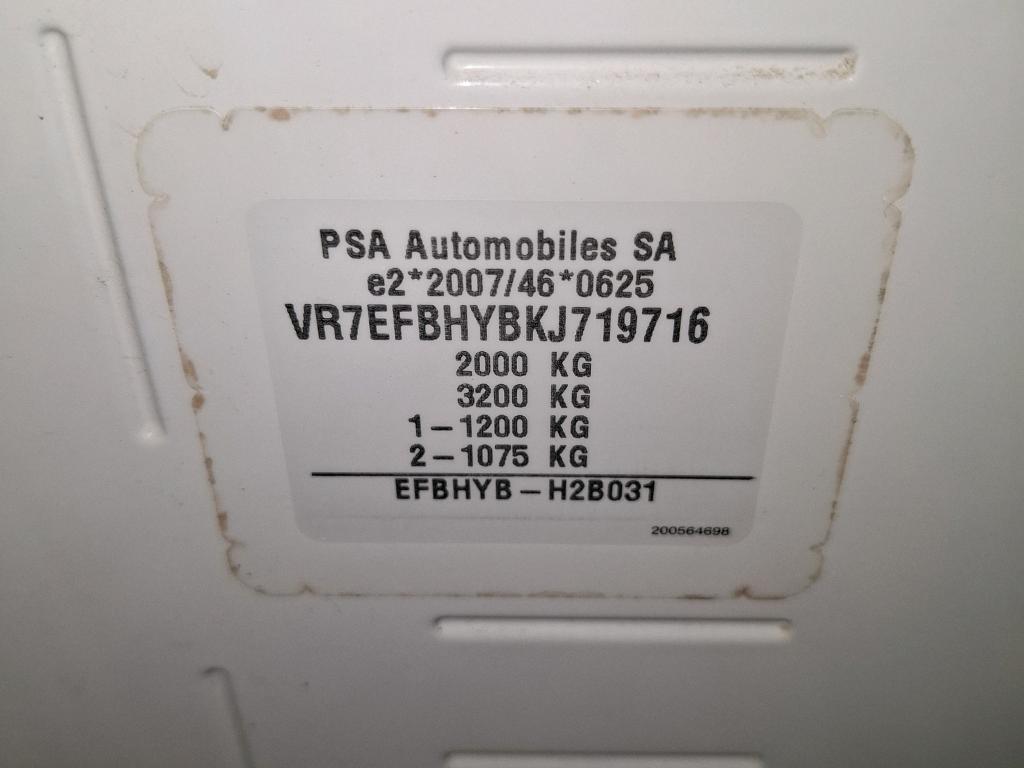 PSA Automobiles SA
e2*2007/46*0625
VR7EFBHYBKJ719716
2000 KG
3200 KG
1-1200 KG
2-1075 KG
EFBHYB-H2B031
200564698